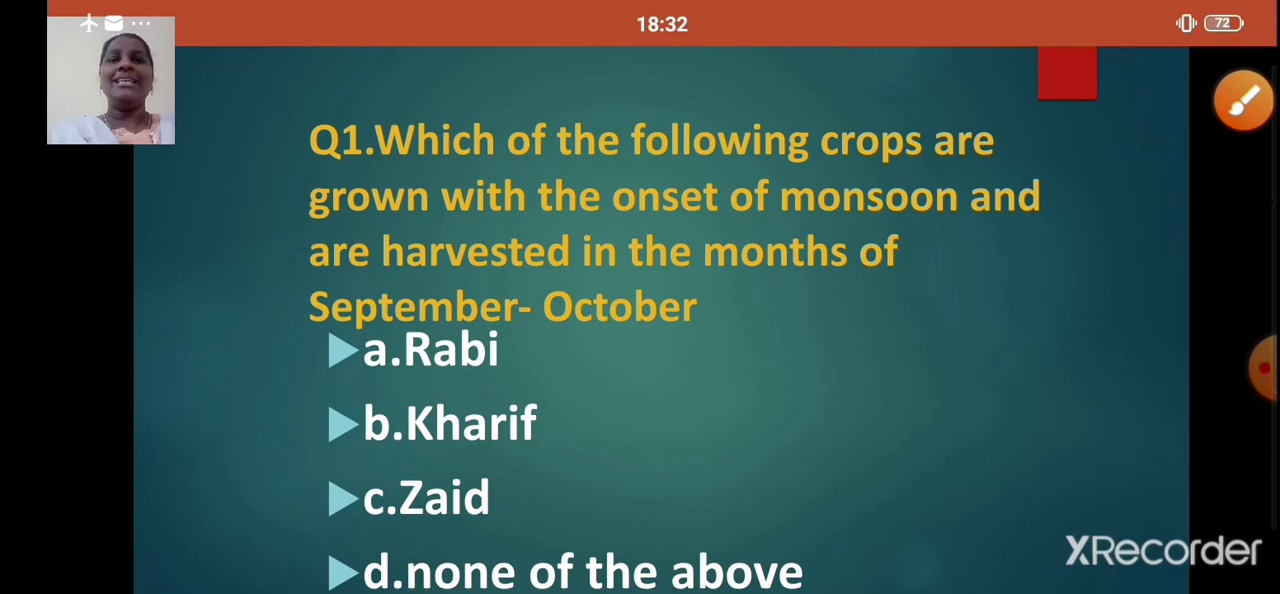 18:32
72
Q1.Which of the following crops are
grown with the onset of monsoon and
are harvested in the months of
September- October
a.Rabi
b.Kharif
c.Zaid
d.none of the above
XRecorder